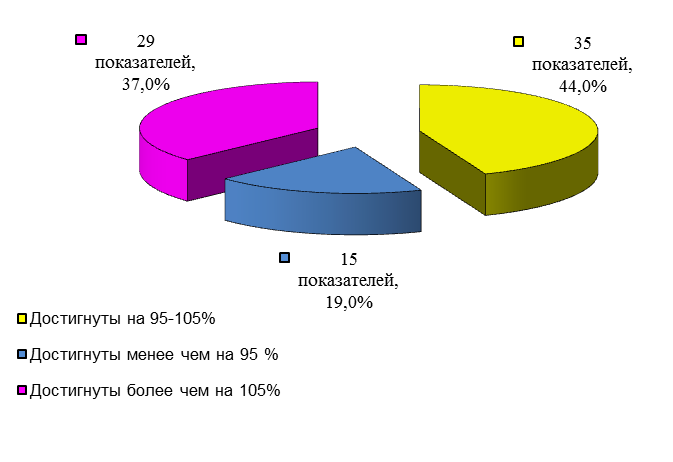 29
показателей,
37,0%
35
показателей,
44,0%
15
показателей,
19,0%
Достигнуты на 95-105%
Достигнуты менее чем на 95 %
Достигнуты более чем на 105%